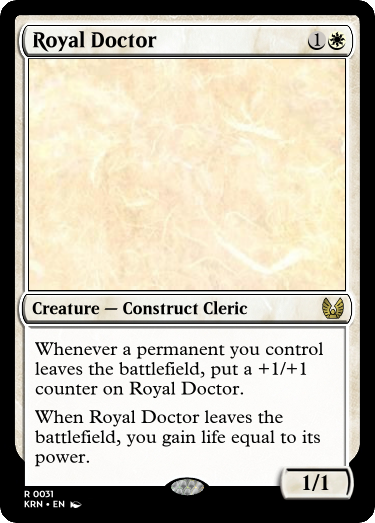 Royal Doctor 1
Creature — Construct Cleric
Whenever a permanent you control
leaves the battlefield, put a +1/+1
counter on Royal Doctor.
When Royal Doctor leaves the
battlefield, you gain life equal to its
power.
1/1
R 0031
KRN • EN